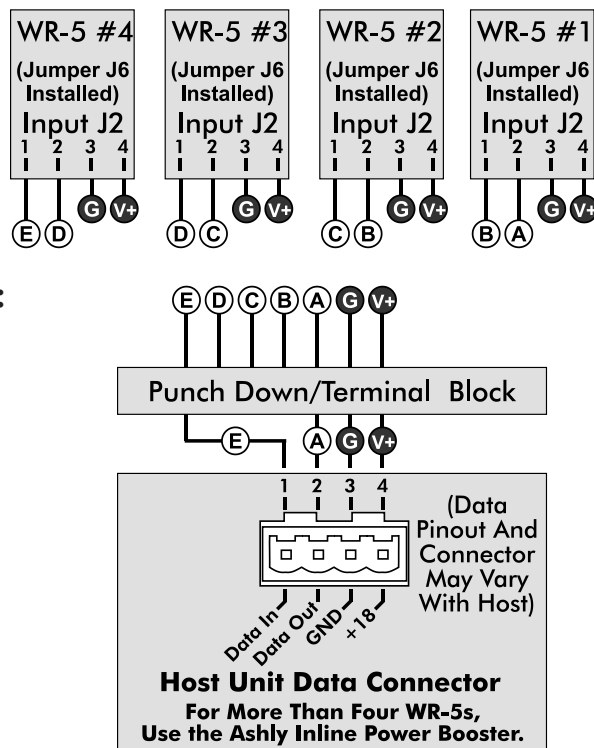 WR-5 #4 WR-5 #3 WR-5 #2 WR-5 #1
(Jumper J6 (Jumper J6 (Jumper J6 (Jumper J6
Installed) Installed) Installed) Installed)
Input J2 Input J2 Input J2 Input J2
1 2 3 4 1 2 3 4 1 2 3 4 1 2 3 4
E D G V+ D C G V+ C B G V+ B A G V+
:
E D C B A G V+
Punch Down/Terminal Block
E A G V+
1 2 3 4
(Data
Pinout And
Connector
May Vary
With Host)
Data In Data Out GND +18
Host Unit Data Connector
For More Than Four WR-5s,
Use the Ashly Inline Power Booster.